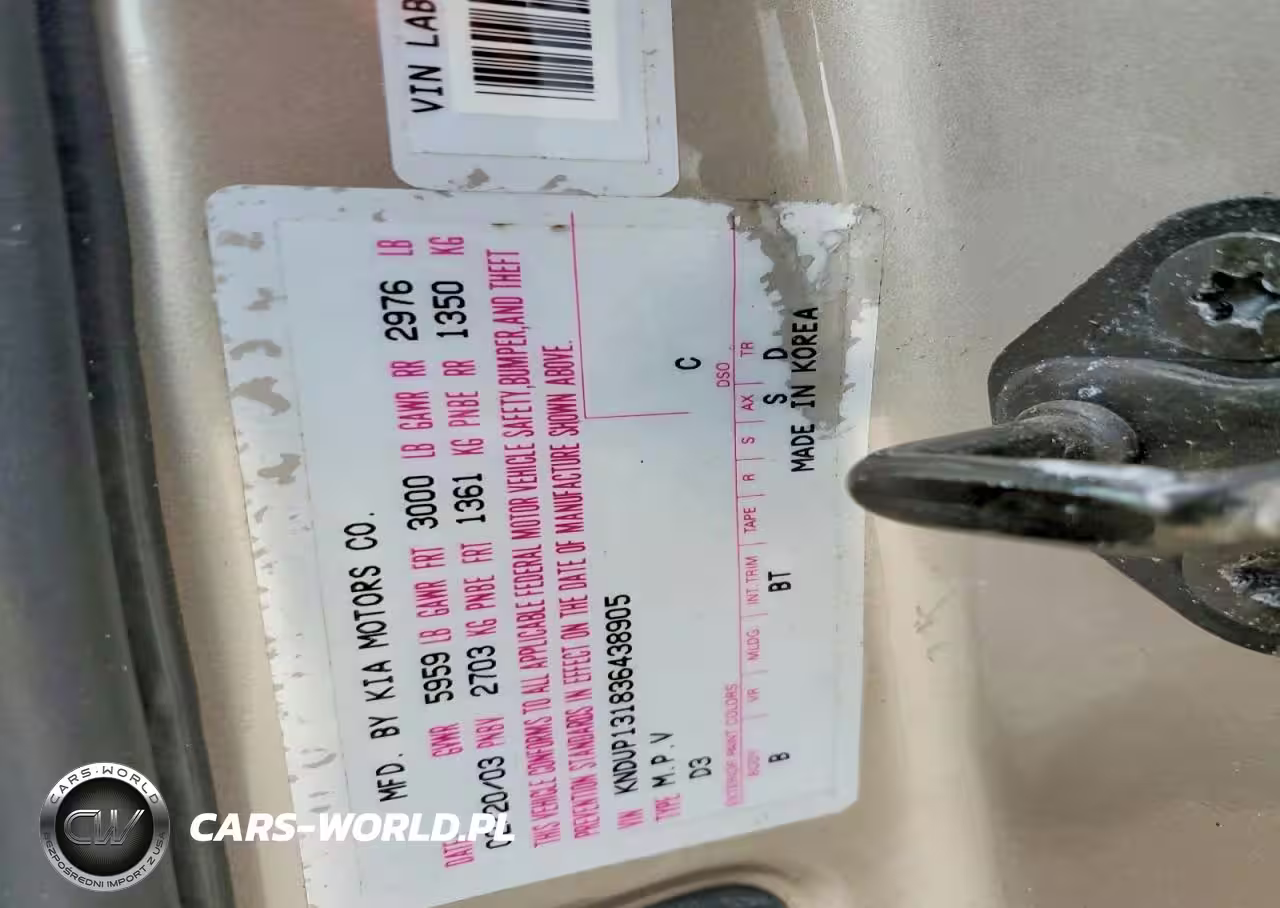 VIN LAB
MFD. BY KIA MOTORS CO.
DATE GVWR 5959 LB GAWR FRT 3000 LB GAWR RR 2976 LB
20/03 PNBV 2703 KG PNBE FRT 1361 KG PNBE RR 1350 KG
THIS VEHICLE CONFORMS TO ALL APPLICABLE FEDERAL MOTOR VEHICLE SAFETY,BUMPER,AND THEFT
PREVENTION STANDARDS IN EFFECT ON THE DATE OF MANUFACTURE SHOWN ABOVE.
VIN KNDUP131836438905
TYPE M.P.V
D3 C
EXTERIOR PAINT COLORS DSO
BODY VR MLDG INT.TRIM TAPE R S AX TR
B BT S D
MADE IN KOREA
CARS-WORLD
CW
BEZPOŚREDNI IMPORT Z USA
CARS-WORLD.PL